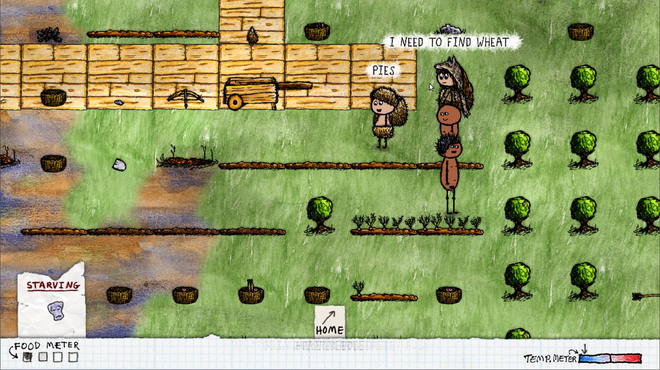 I NEED TO FIND WHEAT
PIES
STARVING
HOME
FOOD METER
TEMP. METER